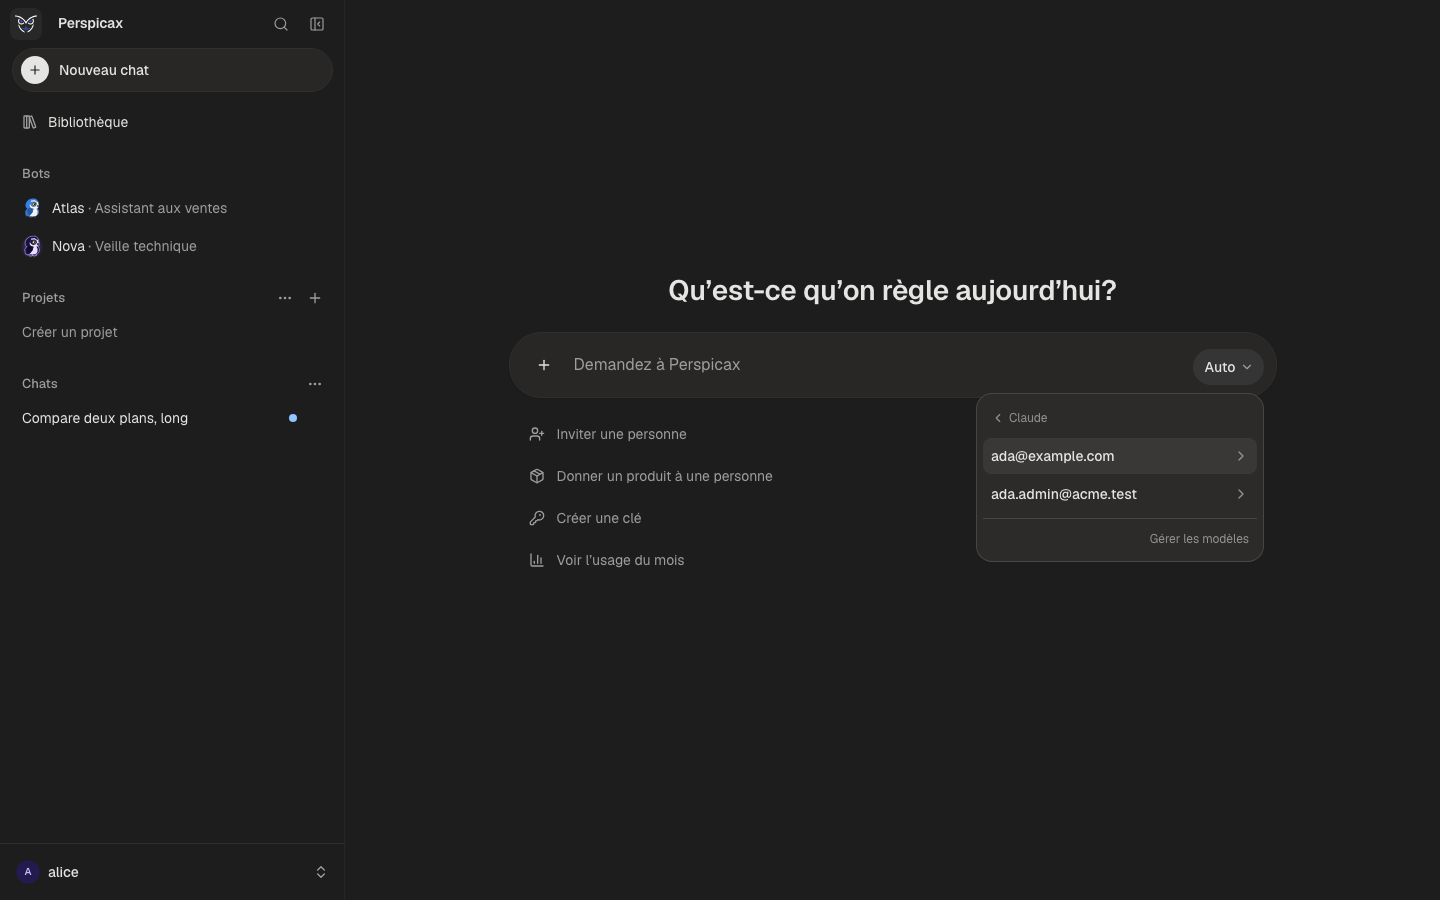 Perspicax
Nouveau chat
Bibliothèque
Bots
Atlas · Assistant aux ventes
Nova · Veille technique
Projets
Créer un projet
Chats
Compare deux plans, long
A alice
Qu’est-ce qu’on règle aujourd’hui?
Demandez à Perspicax
Auto
Inviter une personne
Donner un produit à une personne
Créer une clé
Voir l’usage du mois
Claude
ada@example.com
ada.admin@acme.test
Gérer les modèles